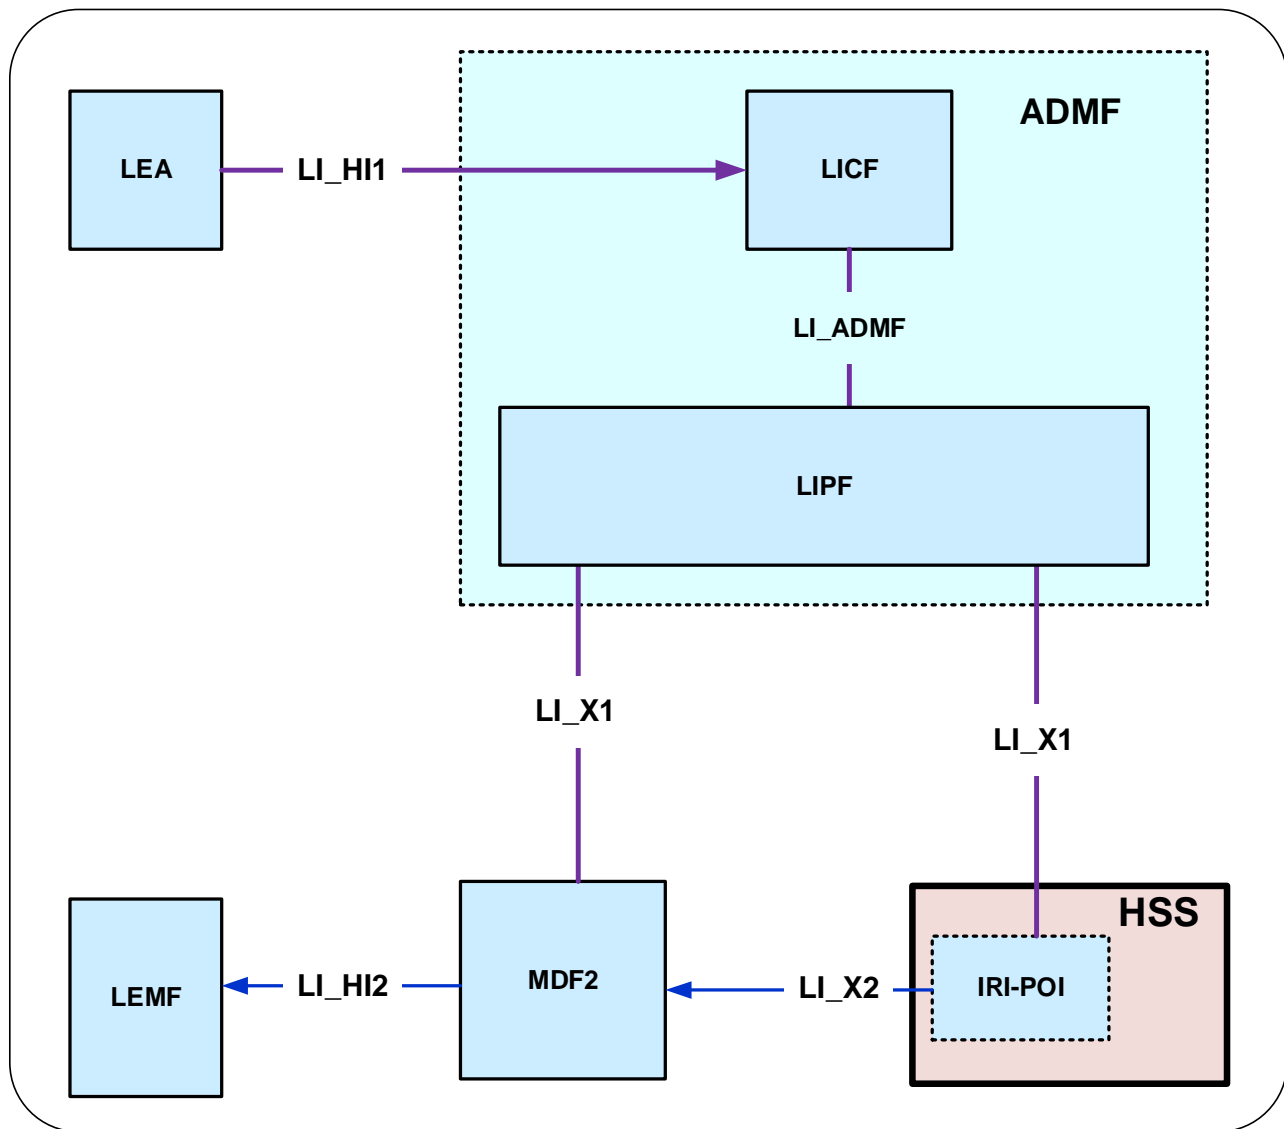 ADMF
LEA
LI_HI1
LICF
LI_ADMF
LIPF
LI_X1
LI_X1
HSS
LEMF
LI_HI2
MDF2
LI_X2
IRI-POI